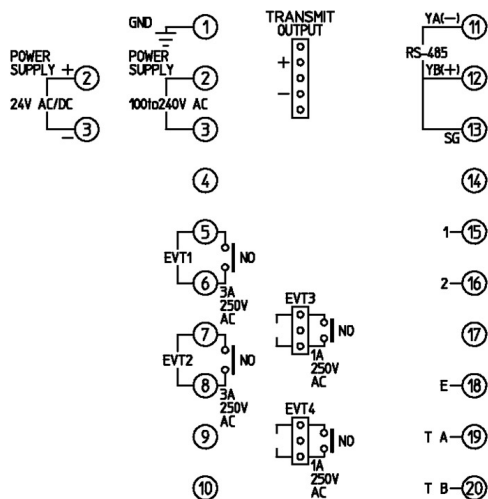 GND
1
TRANSMIT
OUTPUT
+
−
YA(−)
11
RS-485
YB(+)
12
SG
13
POWER
SUPPLY +
2
24V AC/DC
−
3
POWER
SUPPLY
2
100to240V AC
3
4
14
5
EVT1
NO
6
3A
250V
AC
1
15
2
16
7
EVT2
NO
8
3A
250V
AC
EVT3
NO
1A
250V
AC
17
E
18
9
EVT4
NO
1A
250V
AC
T A
19
10
T B
20